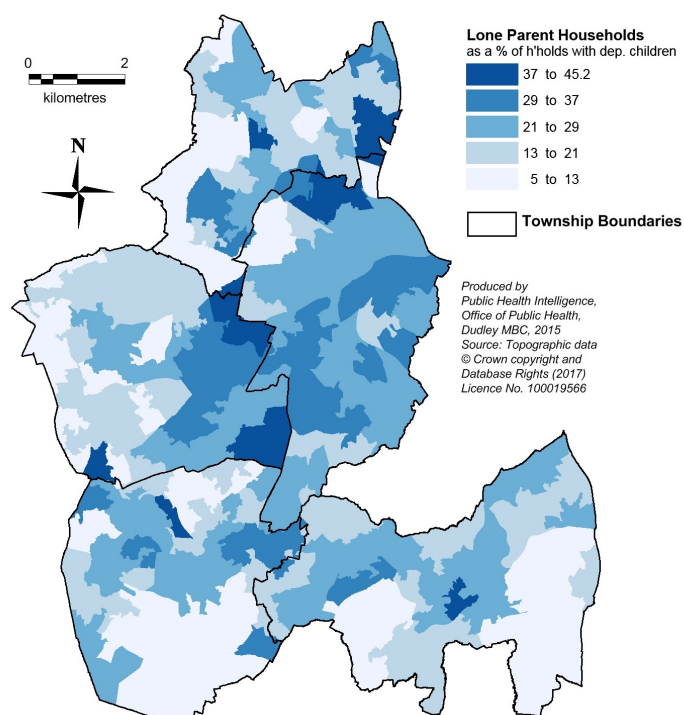 Lone Parent Households
as a % of h'holds with dep. children
37 to 45.2
29 to 37
21 to 29
13 to 21
5 to 13
Township Boundaries
0 2
kilometres
N
Produced by
Public Health Intelligence,
Office of Public Health,
Dudley MBC, 2015
Source: Topographic data
© Crown copyright and
Database Rights (2017)
Licence No. 100019566